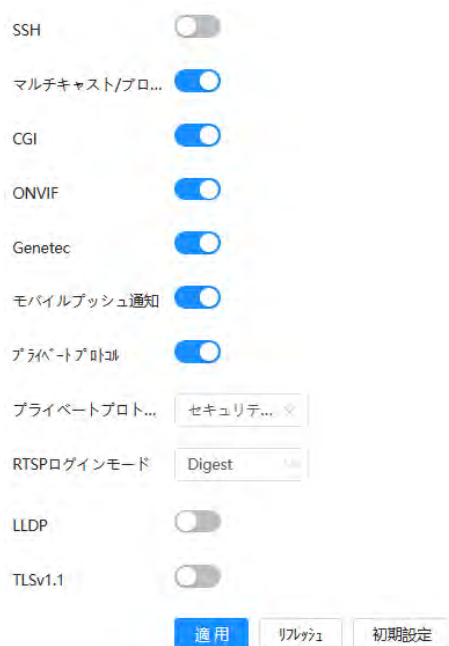 SSH
マルチキャスト/ブロ...
CGI
ONVIF
Genetec
モバイルプッシュ通知
ﾌﾟﾗｲﾍﾞｰﾄﾌﾟﾛﾄｺﾙ
プライベートプロト... セキュリテ...
RTSPログインモード Digest
LLDP
TLSv1.1
適用 ﾘﾌﾚｯｼｭ 初期設定